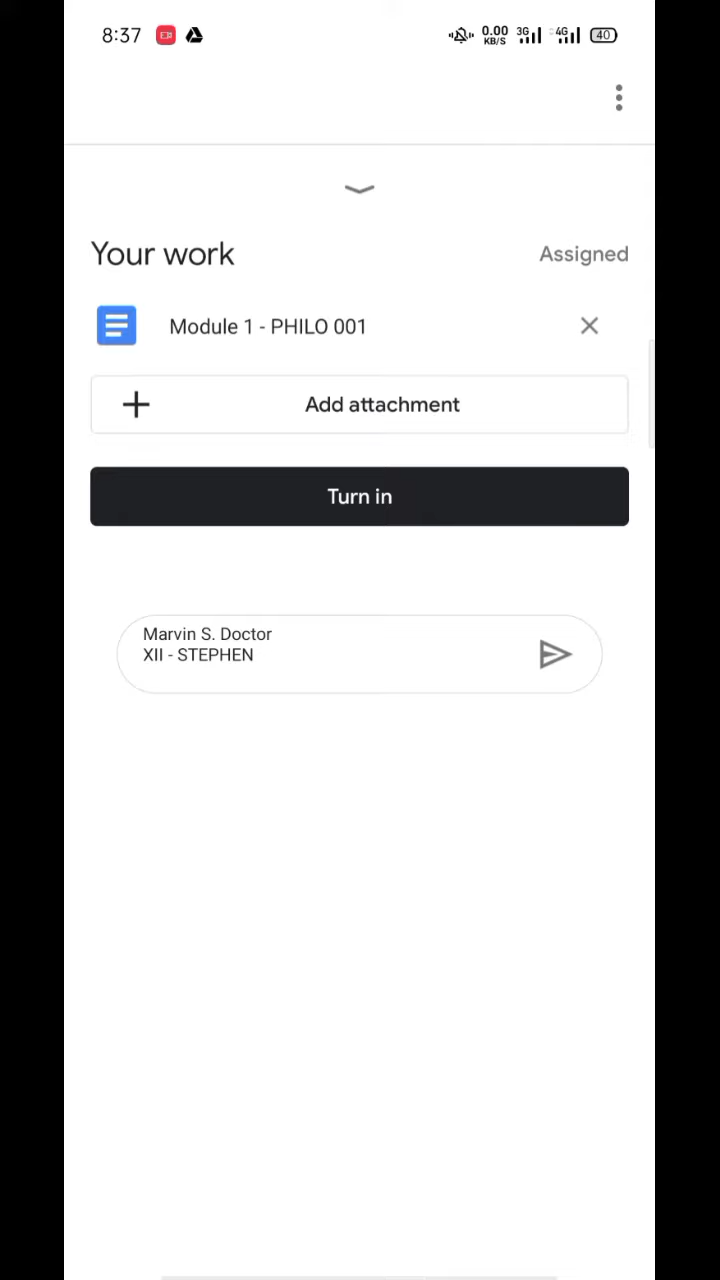 8:37
0.00
KB/S
3G
4G
40
Your work
Assigned
Module 1 - PHILO 001
Add attachment
Turn in
Marvin S. Doctor
XII - STEPHEN